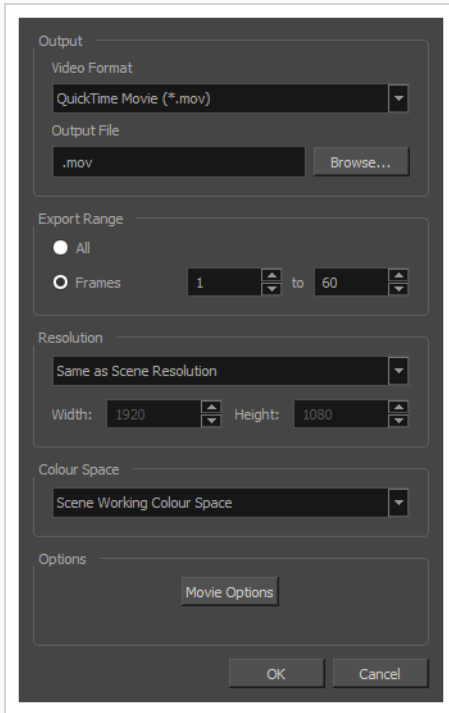 Output
Video Format
QuickTime Movie (*.mov)
Output File
.mov Browse...
Export Range
All
Frames 1 to 60
Resolution
Same as Scene Resolution
Width: 1920 Height: 1080
Colour Space
Scene Working Colour Space
Options
Movie Options
OK Cancel